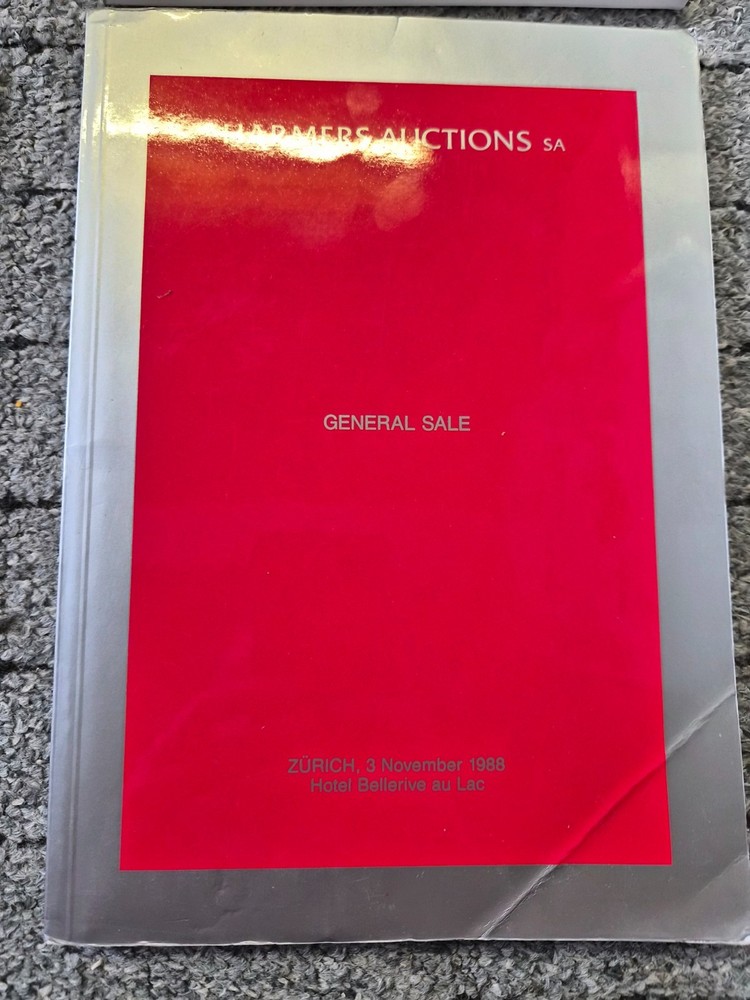 HARMERS AUCTIONS SA
GENERAL SALE
ZÜRICH, 3 November 1988
Hotel Bellerive au Lac